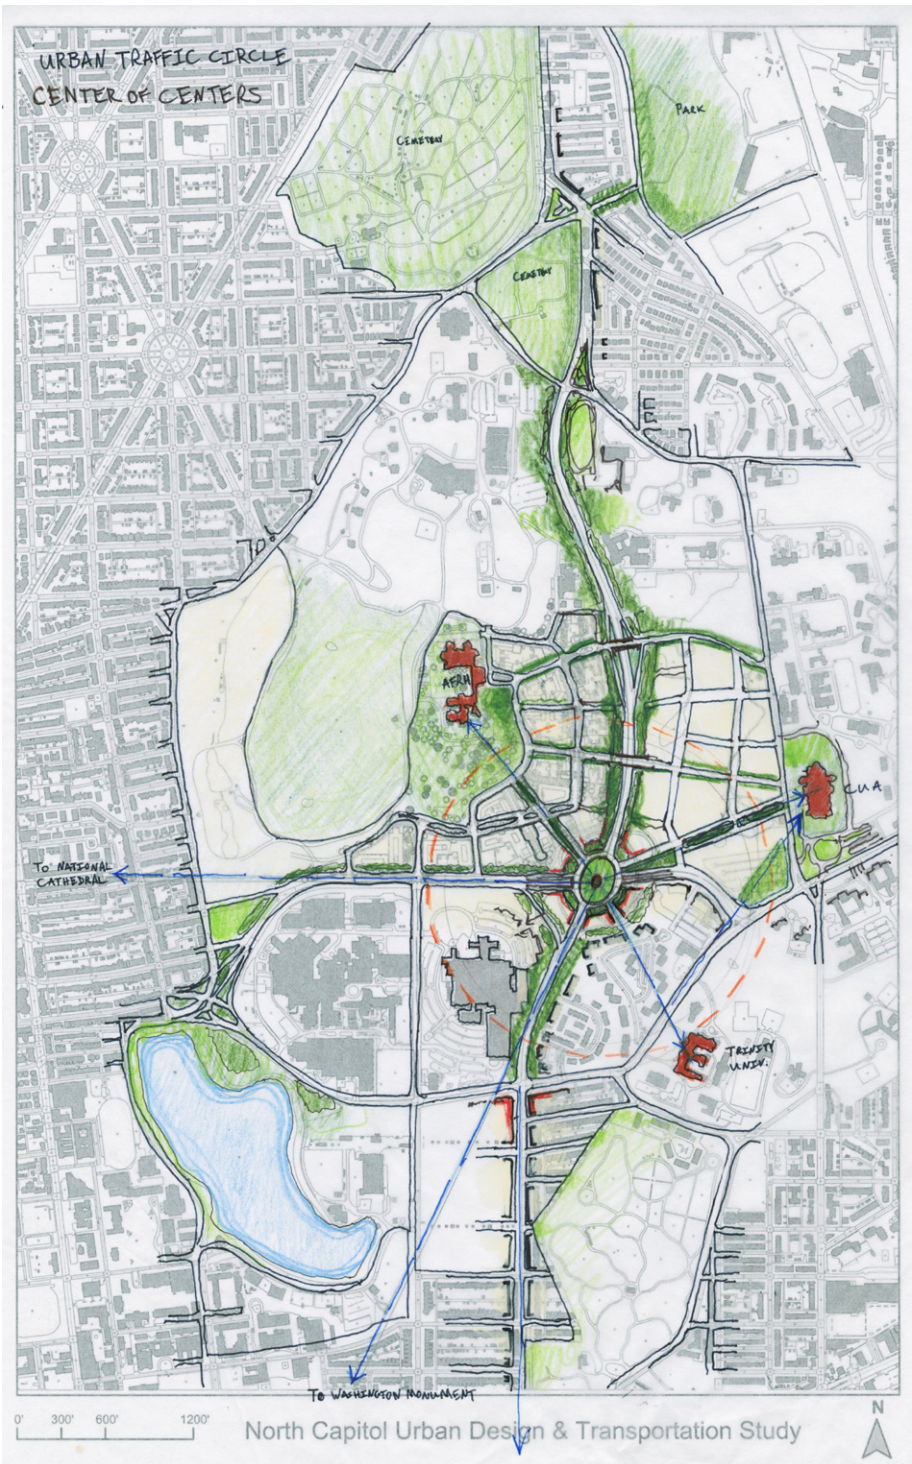 URBAN TRAFFIC CIRCLE
CENTER OF CENTERS
CEMETERY
PARK
CEMETERY
AFRH
CUA
TO NATIONAL
CATHEDRAL
TRINITY
UNIV.
TO WASHINGTON MONUMENT
0' 300' 600' 1200'
North Capitol Urban Design & Transportation Study
N